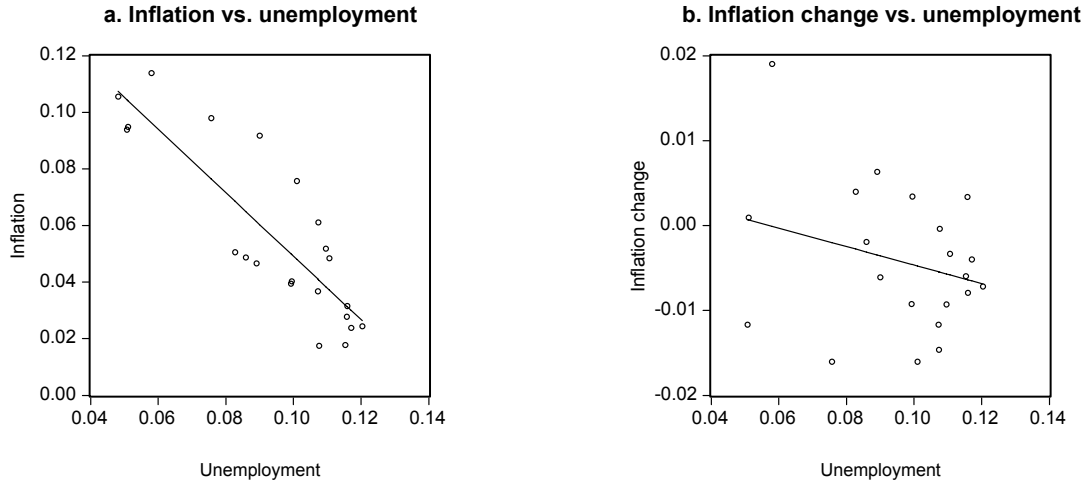 a. Inflation vs. unemployment
0.12
0.10
0.08
0.06
0.04
0.02
0.00
Inflation
0.04 0.06 0.08 0.10 0.12 0.14
Unemployment
b. Inflation change vs. unemployment
0.02
0.01
0.00
-0.01
-0.02
Inflation change
0.04 0.06 0.08 0.10 0.12 0.14
Unemployment